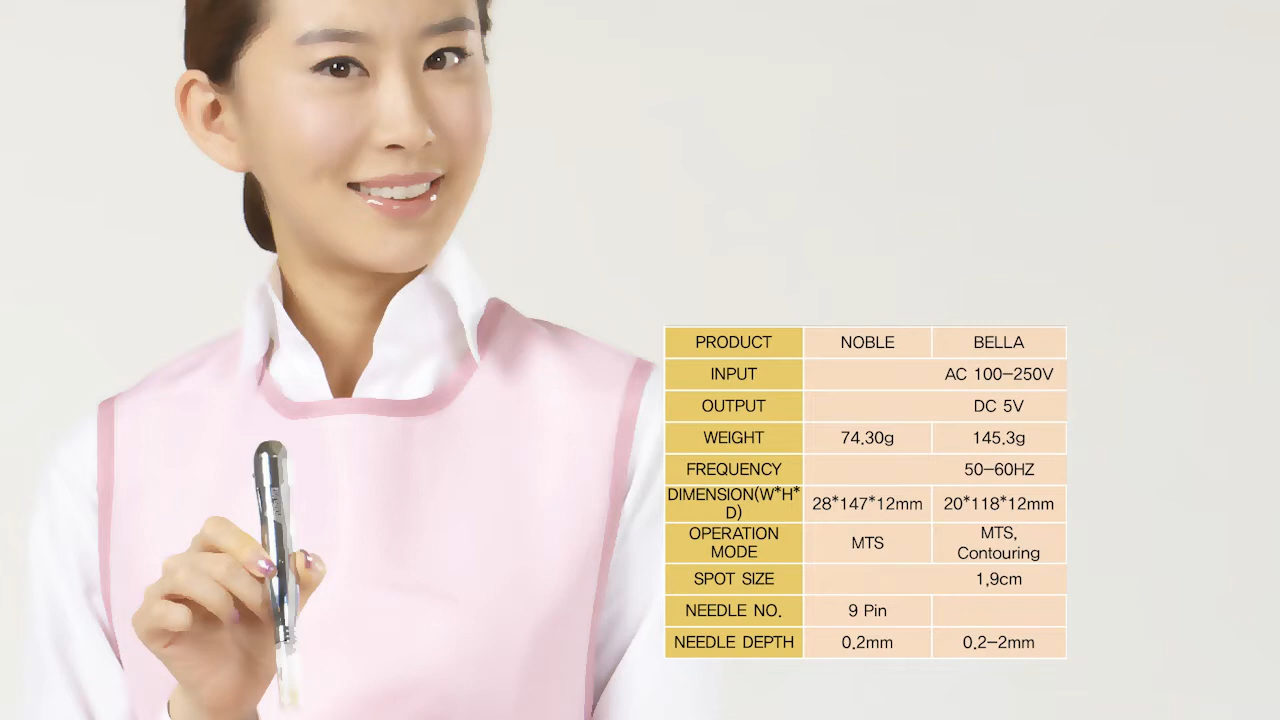 PRODUCT NOBLE BELLA
INPUT AC 100-250V
OUTPUT DC 5V
WEIGHT 74.30g 145.3g
FREQUENCY 50-60HZ
DIMENSION(W*H*
D) 28*147*12mm 20*118*12mm
OPERATION
MODE MTS MTS,
Contouring
SPOT SIZE 1.9cm
NEEDLE NO. 9 Pin
NEEDLE DEPTH 0.2mm 0.2-2mm